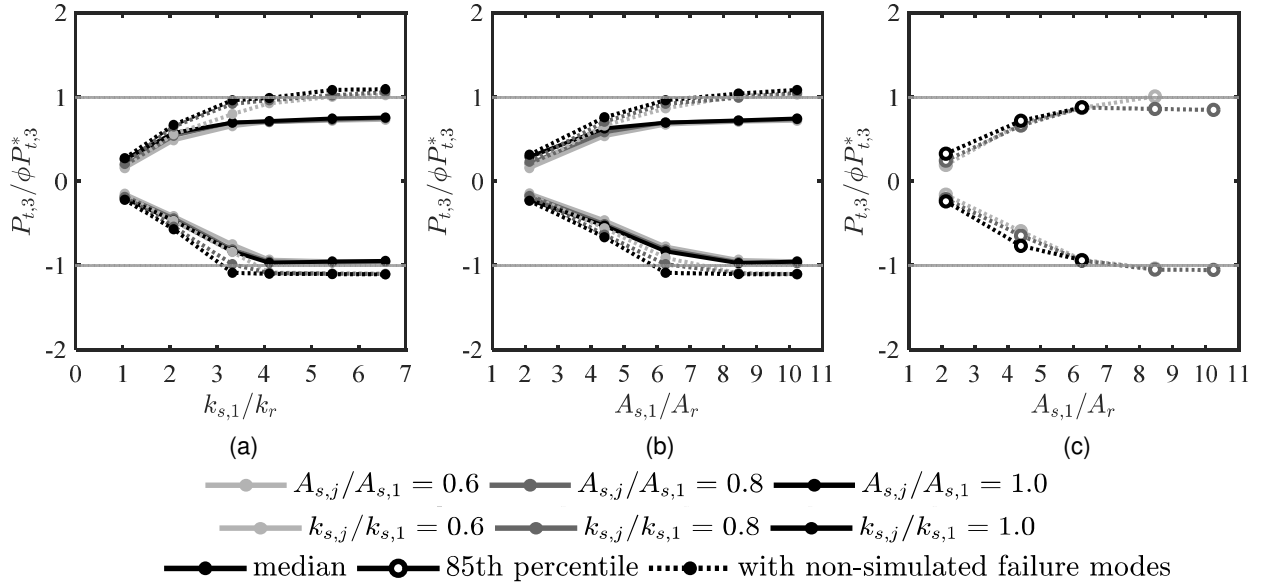 2
1
0
-1
-2
P_{t,3}/ϕP^*_{t,3}
0 1 2 3 4 5 6 7
k_{s,1}/k_r
(a)
2
1
0
-1
-2
P_{t,3}/ϕP^*_{t,3}
1 2 3 4 5 6 7 8 9 10 11
A_{s,1}/A_r
(b)
2
1
0
-1
-2
P_{t,3}/ϕP^*_{t,3}
1 2 3 4 5 6 7 8 9 10 11
A_{s,1}/A_r
(c)
A_{s,j}/A_{s,1} = 0.6 A_{s,j}/A_{s,1} = 0.8 A_{s,j}/A_{s,1} = 1.0
k_{s,j}/k_{s,1} = 0.6 k_{s,j}/k_{s,1} = 0.8 k_{s,j}/k_{s,1} = 1.0
median 85th percentile with non-simulated failure modes